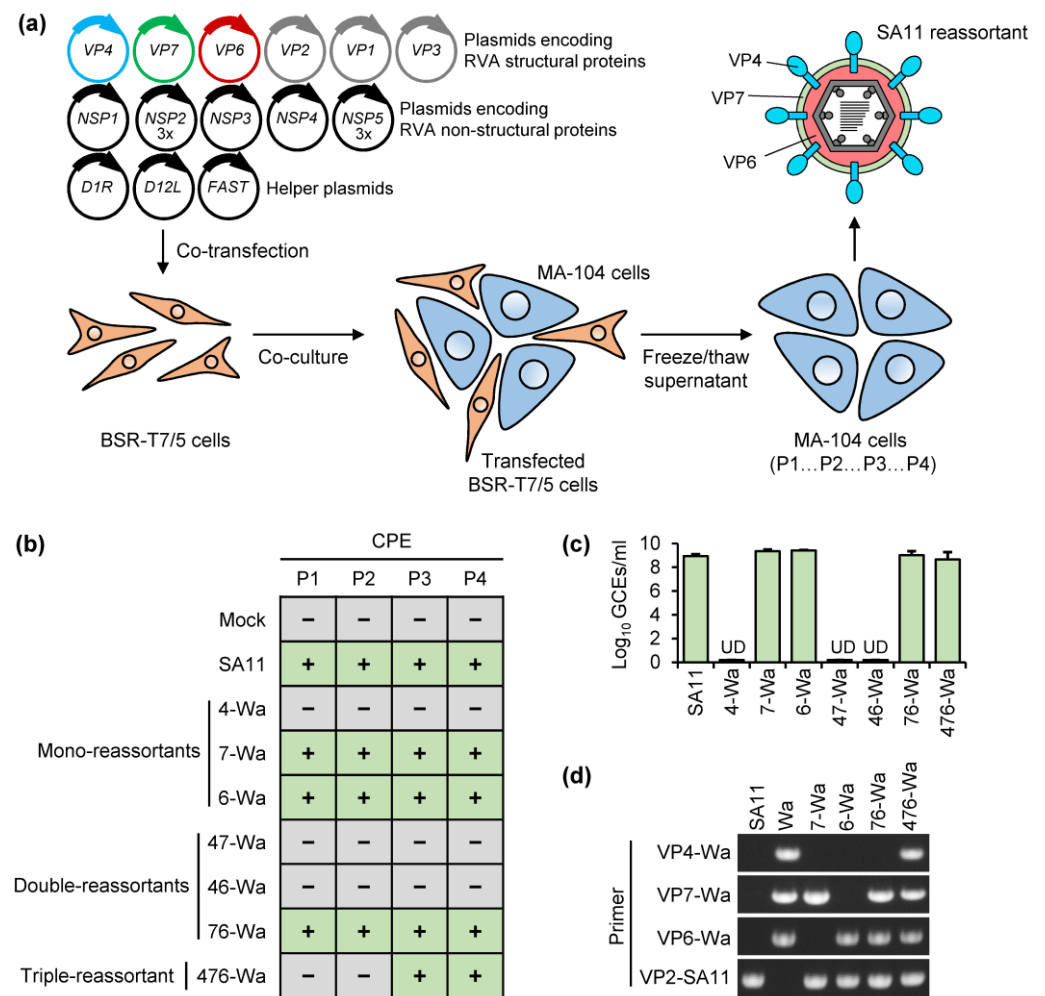 (a)
VP4 VP7 VP6 VP2 VP1 VP3
Plasmids encoding
RVA structural proteins
NSP1 NSP2 3x NSP3 NSP4 NSP5 3x
Plasmids encoding
RVA non-structural proteins
D1R D12L FAST Helper plasmids
SA11 reassortant
VP4
VP7
VP6
Co-transfection
BSR-T7/5 cells
Co-culture
MA-104 cells
Transfected
BSR-T7/5 cells
Freeze/thaw
supernatant
MA-104 cells
(P1...P2...P3...P4)
(b)
CPE
P1 P2 P3 P4
Mock − − − −
SA11 + + + +
Mono-reassortants
4-Wa − − − −
7-Wa + + + +
6-Wa + + + +
Double-reassortants
47-Wa − − − −
46-Wa − − − −
76-Wa + + + +
Triple-reassortant
476-Wa − − + +
(c)
Log10 GCEs/ml
10
8
6
4
2
0
UD UD UD
SA11 4-Wa 7-Wa 6-Wa 47-Wa 46-Wa 76-Wa 476-Wa
(d)
SA11 Wa 7-Wa 6-Wa 76-Wa 476-Wa
Primer
VP4-Wa
VP7-Wa
VP6-Wa
VP2-SA11